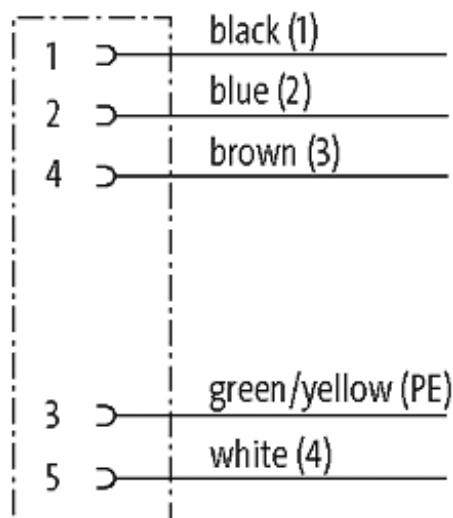 1 black (1)
2 blue (2)
4 brown (3)
3 green/yellow (PE)
5 white (4)